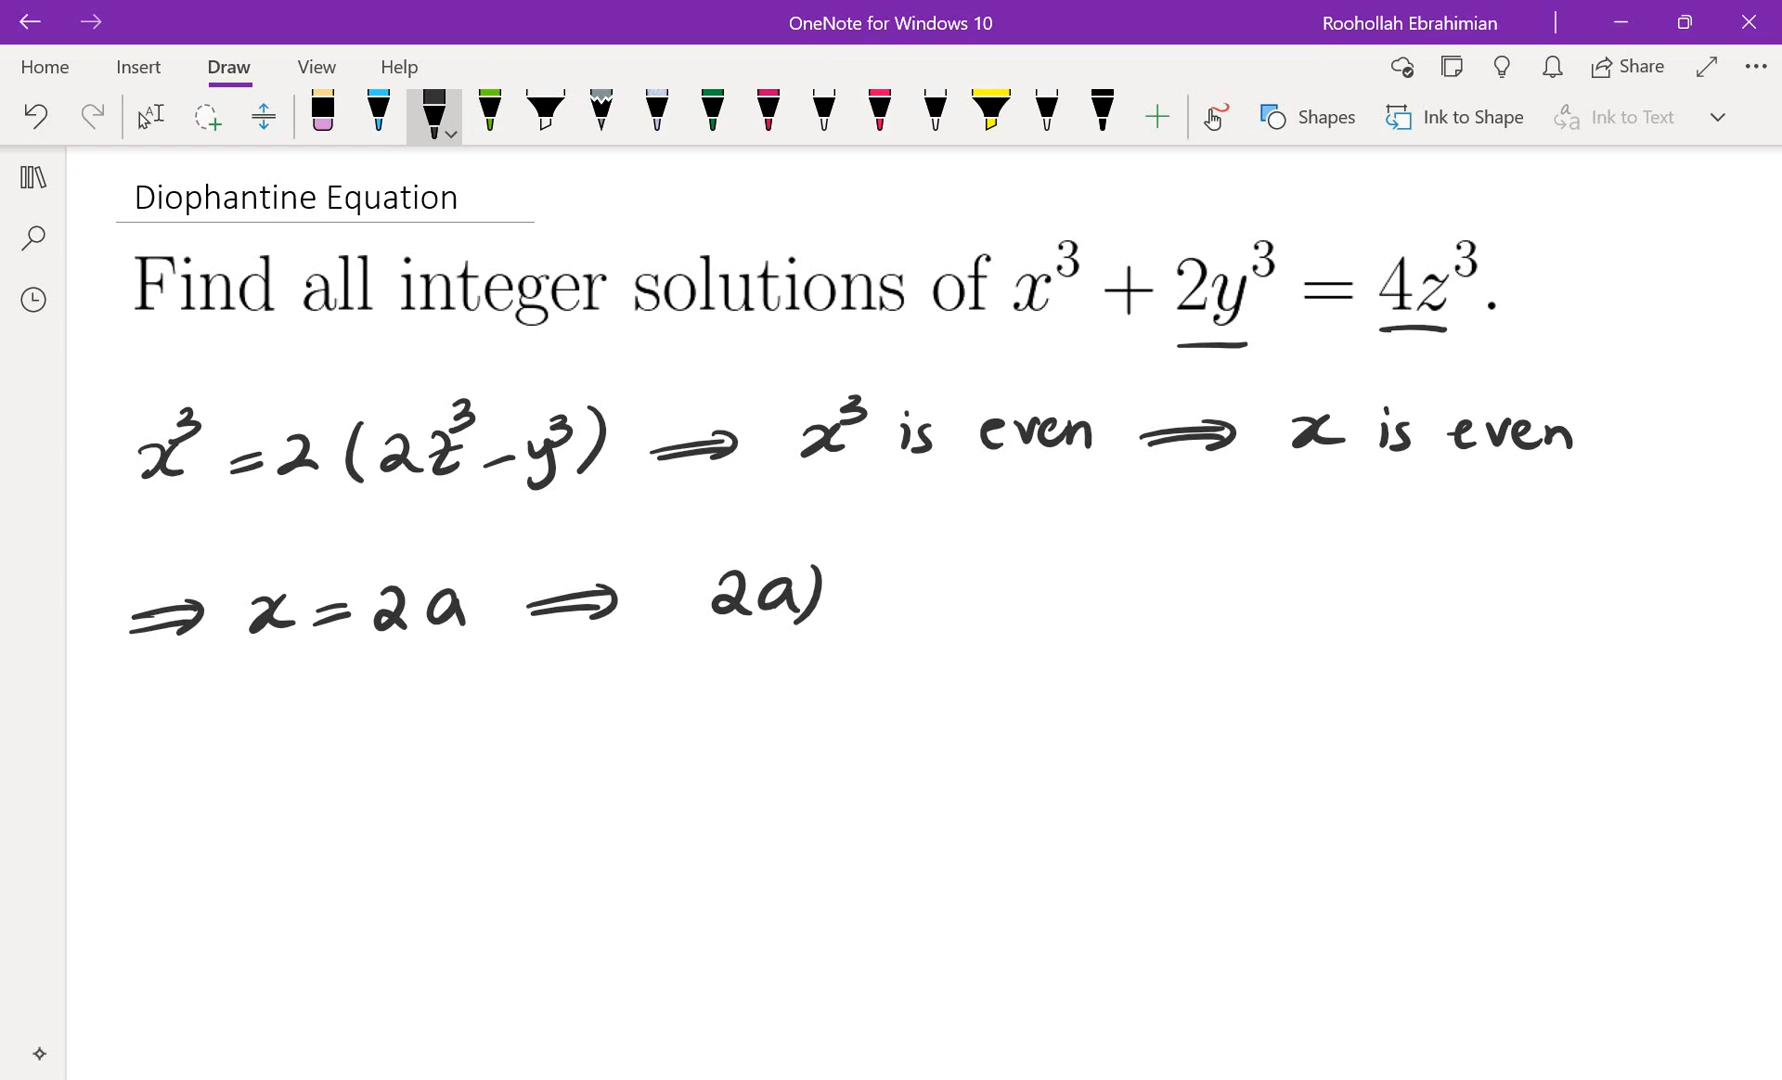 OneNote for Windows 10
Roohollah Ebrahimian
Home Insert Draw View Help
Share
Shapes Ink to Shape Ink to Text
Diophantine Equation
Find all integer solutions of x³ + 2y³ = 4z³.
x³ = 2 (2z³ - y³) ⟹ x³ is even ⟹ x is even
⟹ x = 2a ⟹ 2a)